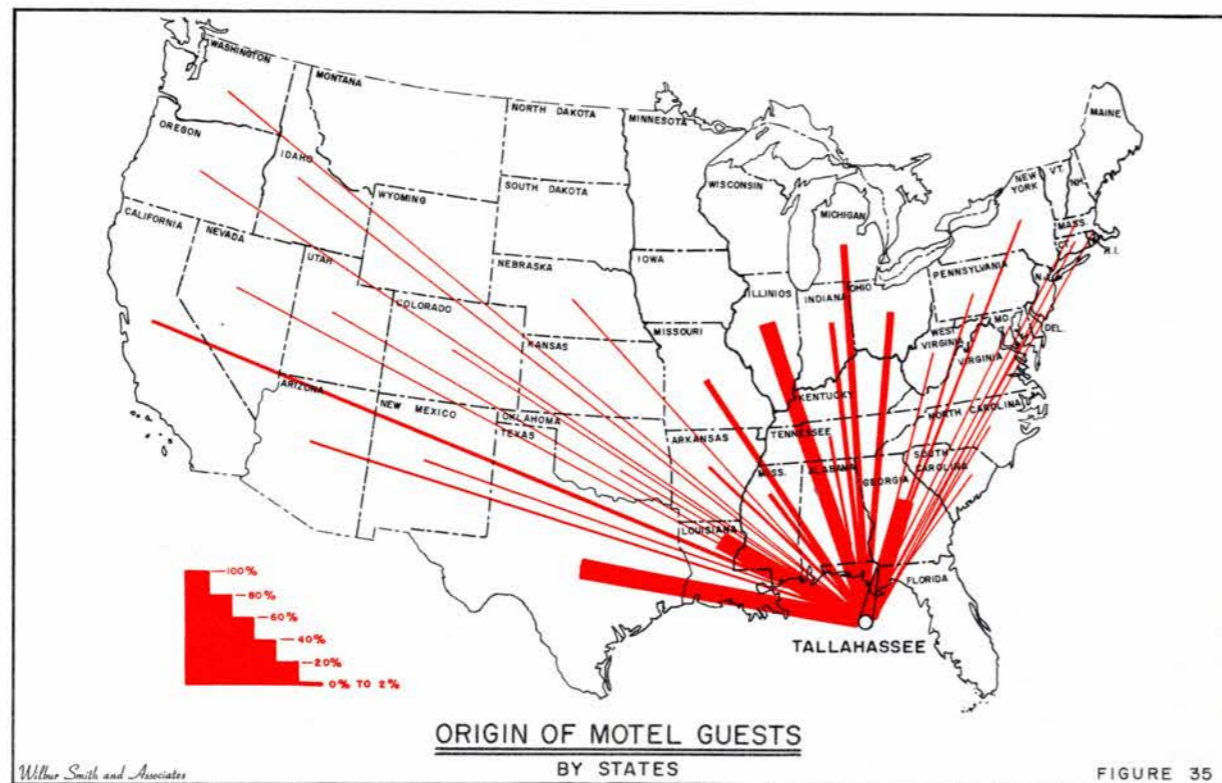 WASHINGTON
MONTANA
NORTH DAKOTA
MINNESOTA
MAINE
OREGON
IDAHO
SOUTH DAKOTA
WISCONSIN
MICHIGAN
NEW YORK
VT.
NH.
WYOMING
MASS.
CT.
R.I.
CALIFORNIA
NEVADA
UTAH
NEBRASKA
IOWA
ILLINIOS
INDIANA
OHIO
PENNSYLVANIA
N.J.
COLORADO
KANSAS
MISSOURI
WEST VIRGINIA
MD.
DEL.
VIRGINIA
KENTUCKY
ARIZONA
NEW MEXICO
OKLAHOMA
TEXAS
ARKANSAS
TENNESSEE
NORTH CAROLINA
MISS.
ALABAMA
GEORGIA
SOUTH CAROLINA
LOUISIANA
FLORIDA
TALLAHASSEE
100%
80%
60%
40%
20%
0% TO 2%
ORIGIN OF MOTEL GUESTS
BY STATES
Wilbur Smith and Associates
FIGURE 35